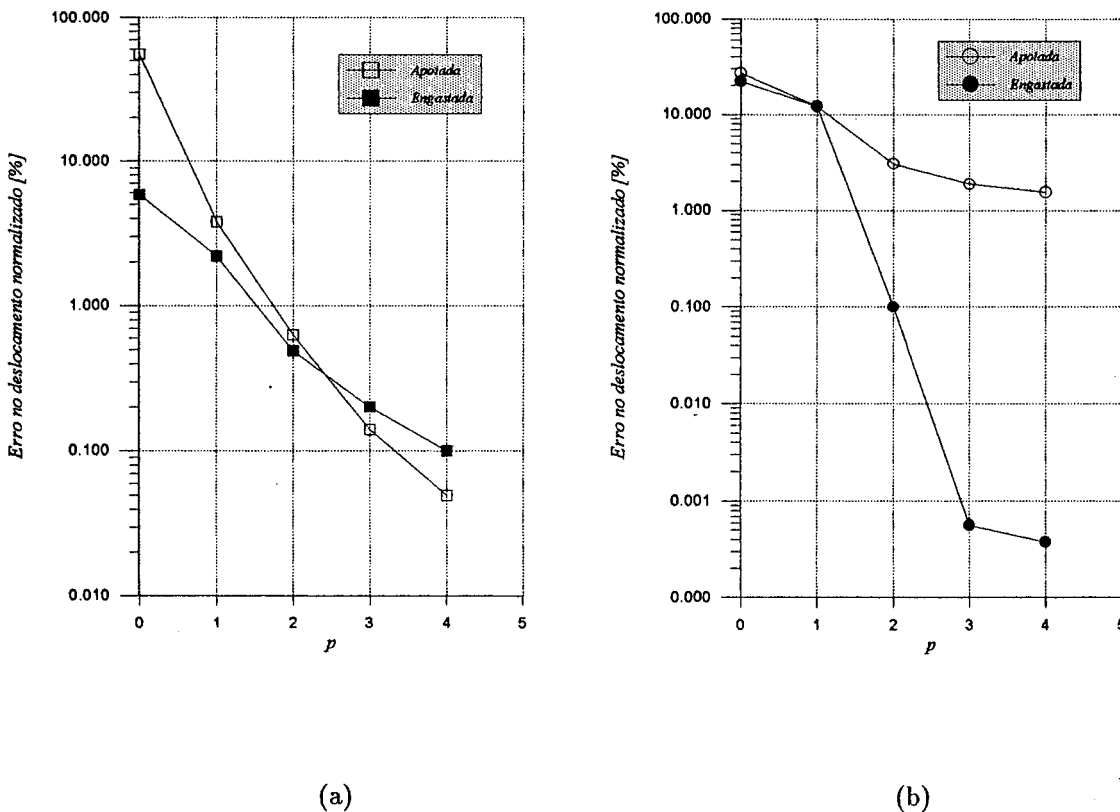 100.000
10.000
1.000
0.100
0.010
Erro no deslocamento normalizado [%]
Apoiada
Engastada
0 1 2 3 4 5
p
(a)
100.000
10.000
1.000
0.100
0.010
0.001
0.000
Erro no deslocamento normalizado [%]
Apoiada
Engastada
0 1 2 3 4 5
p
(b)